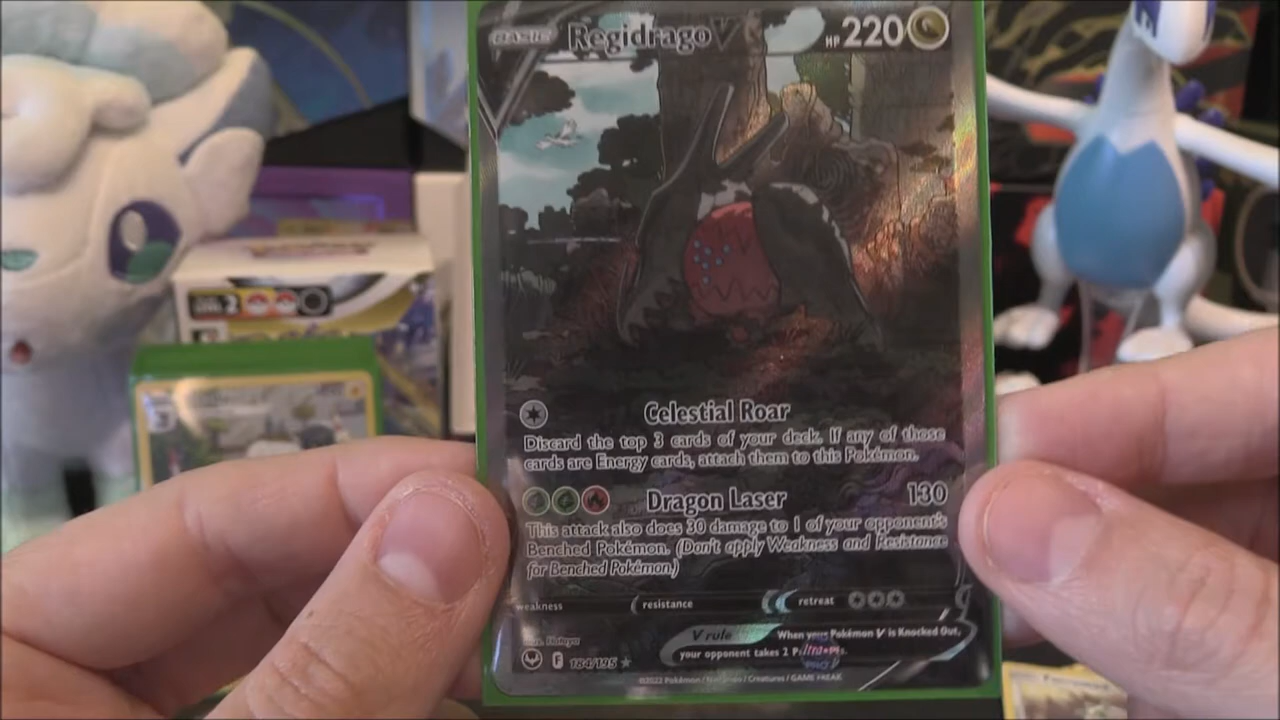 BASIC Regidrago V HP 220
Celestial Roar
Discard the top 3 cards of your deck. If any of those
cards are Energy cards, attach them to this Pokémon.
Dragon Laser 130
This attack also does 30 damage to 1 of your opponent's
Benched Pokémon. (Don't apply Weakness and Resistance
for Benched Pokémon.)
weakness resistance retreat
V rule When your Pokémon V is Knocked Out,
your opponent takes 2
F 184/195 ★
©2022 Pokémon / Nintendo / Creatures / GAME FREAK
2